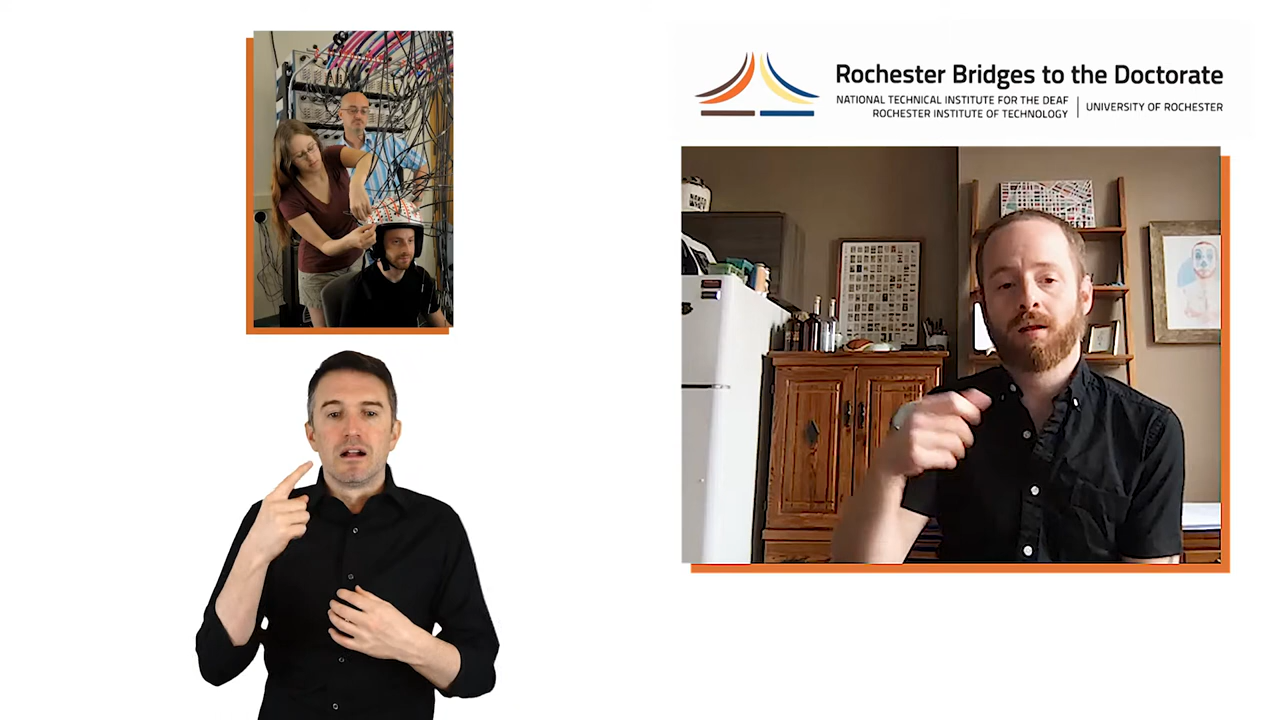 Rochester Bridges to the Doctorate
NATIONAL TECHNICAL INSTITUTE FOR THE DEAF
ROCHESTER INSTITUTE OF TECHNOLOGY
UNIVERSITY OF ROCHESTER